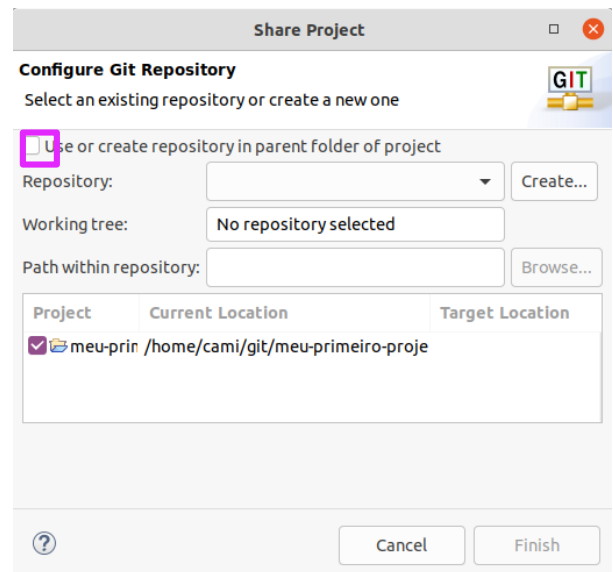 Share Project
Configure Git Repository
GIT
Select an existing repository or create a new one
Use or create repository in parent folder of project
Repository: Create...
Working tree: No repository selected
Path within repository: Browse...
Project Current Location Target Location
meu-prin /home/cami/git/meu-primeiro-proje
? Cancel Finish